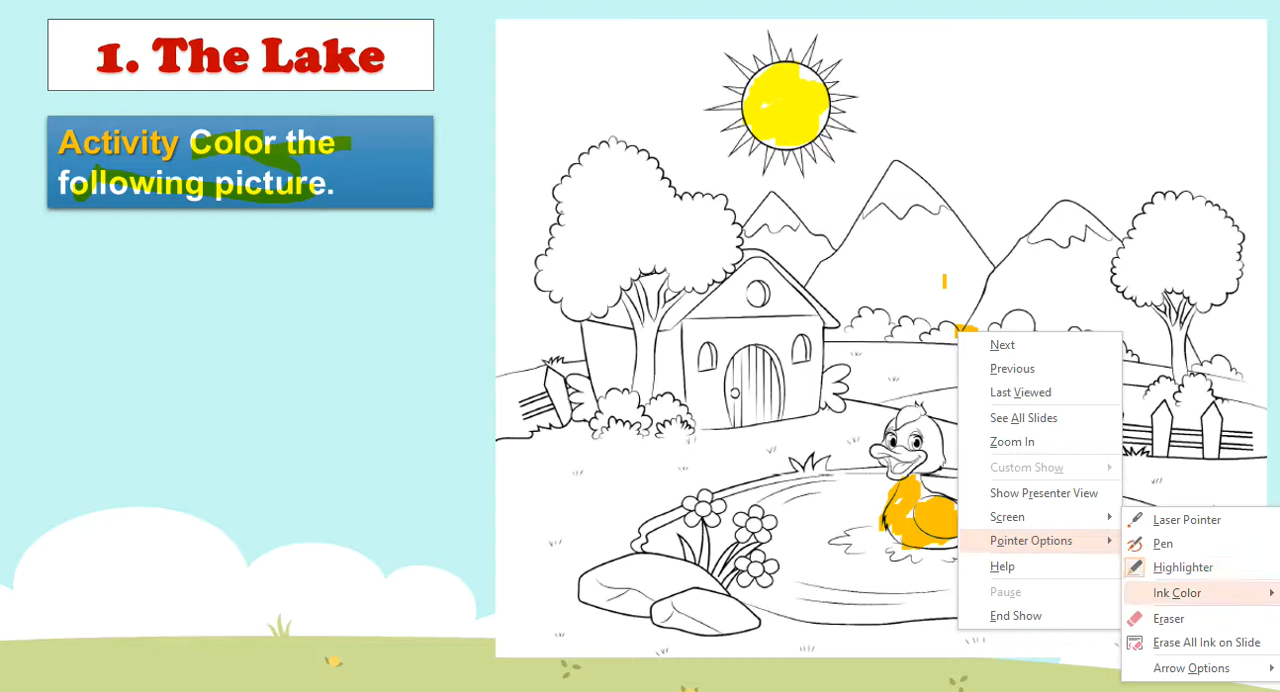 1. The Lake
Activity Color the
following picture.
Next
Previous
Last Viewed
See All Slides
Zoom In
Custom Show
Show Presenter View
Screen
Pointer Options
Help
Pause
End Show
Laser Pointer
Pen
Highlighter
Ink Color
Eraser
Erase All Ink on Slide
Arrow Options